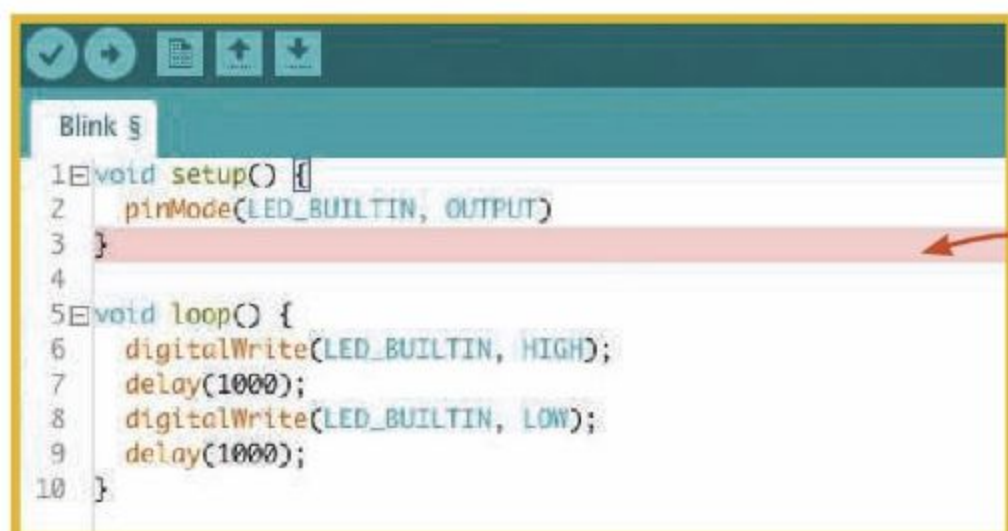 Blink §
1 void setup() {
2   pinMode(LED_BUILTIN, OUTPUT)
3 }
4
5 void loop() {
6   digitalWrite(LED_BUILTIN, HIGH);
7   delay(1000);
8   digitalWrite(LED_BUILTIN, LOW);
9   delay(1000);
10 }